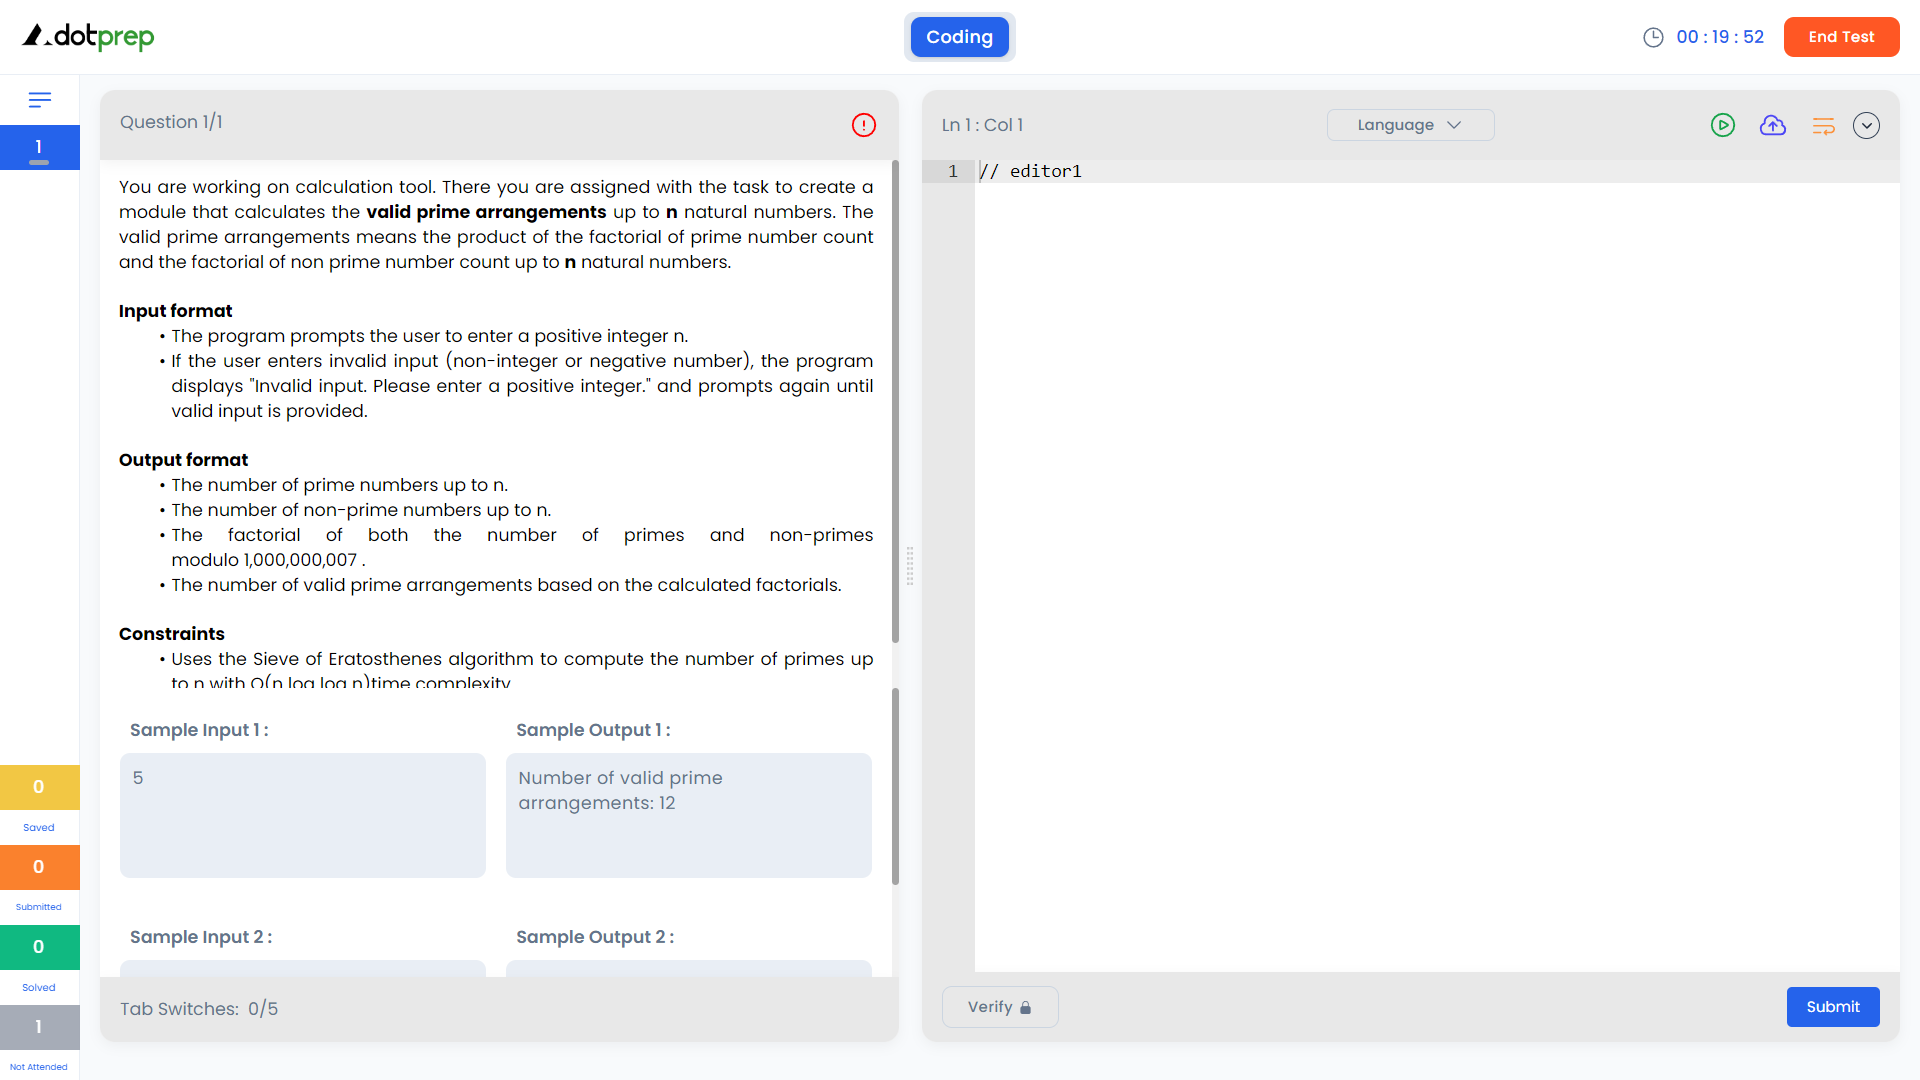 dotprep
Coding
00 : 19 : 52
End Test
1
Question 1/1
You are working on calculation tool. There you are assigned with the task to create a
module that calculates the valid prime arrangements up to n natural numbers. The
valid prime arrangements means the product of the factorial of prime number count
and the factorial of non prime number count up to n natural numbers.
Input format
• The program prompts the user to enter a positive integer n.
• If the user enters invalid input (non-integer or negative number), the program
displays "Invalid input. Please enter a positive integer." and prompts again until
valid input is provided.
Output format
• The number of prime numbers up to n.
• The number of non-prime numbers up to n.
• The factorial of both the number of primes and non-primes
modulo 1,000,000,007 .
• The number of valid prime arrangements based on the calculated factorials.
Constraints
• Uses the Sieve of Eratosthenes algorithm to compute the number of primes up
to n with O(n log log n)time complexity
Sample Input 1 :
Sample Output 1 :
5
Number of valid prime
arrangements: 12
Sample Input 2 :
Sample Output 2 :
Tab Switches: 0/5
0
Saved
0
Submitted
0
Solved
1
Not Attended
Ln 1 : Col 1
Language
1
// editor1
Verify
Submit